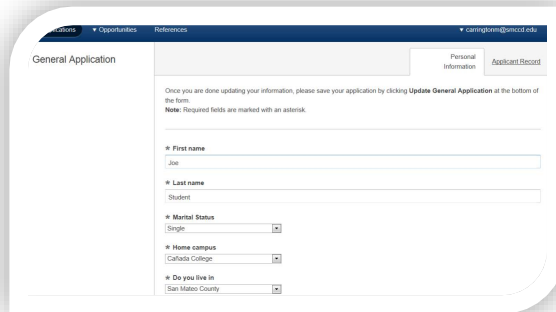 ▾ Opportunities
References
▾ carringtonm@smccd.edu
General Application
Personal
Information
Applicant Record
Once you are done updating your information, please save your application by clicking Update General Application at the bottom of
the form.
Note: Required fields are marked with an asterisk.
* First name
Joe
* Last name
Student
* Marital Status
Single
* Home campus
Cañada College
* Do you live in
San Mateo County